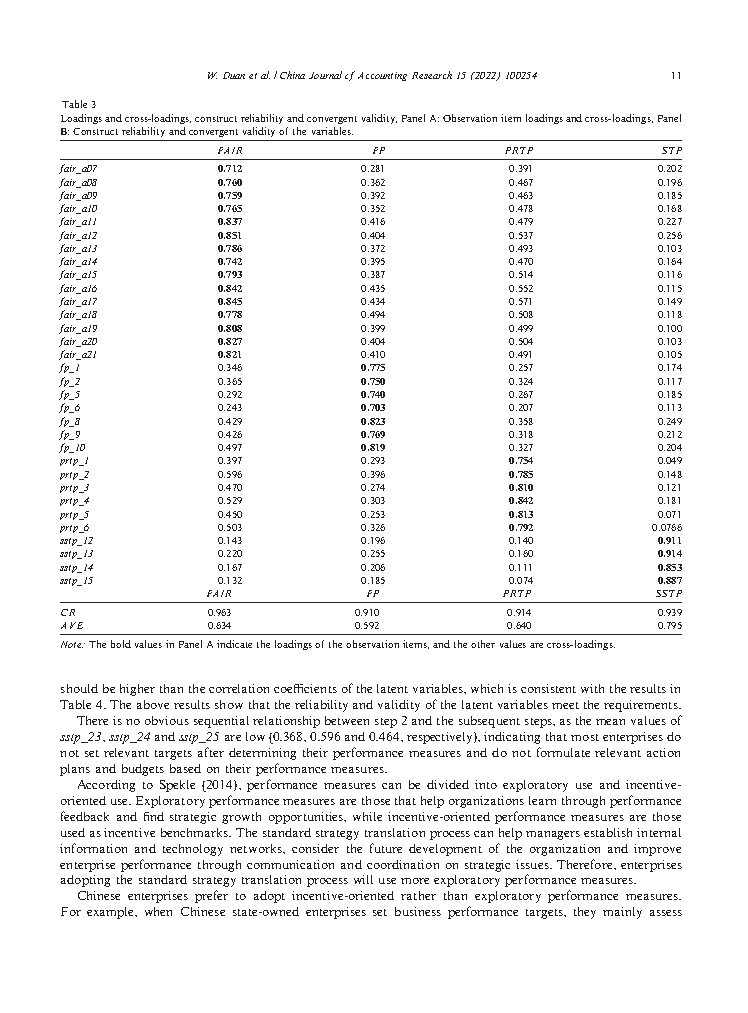 W. Duan et al. / China Journal of Accounting Research 15 (2022) 100254 11
Table 3
Loadings and cross-loadings, construct reliability and convergent validity, Panel A: Observation item loadings and cross-loadings, Panel
B: Construct reliability and convergent validity of the variables.
FAIR FP PRTP STP
fair_a07 0.712 0.281 0.391 0.202
fair_a08 0.760 0.362 0.467 0.196
fair_a09 0.759 0.392 0.463 0.185
fair_a10 0.765 0.352 0.478 0.168
fair_a11 0.837 0.416 0.479 0.227
fair_a12 0.851 0.404 0.537 0.256
fair_a13 0.786 0.372 0.493 0.103
fair_a14 0.742 0.395 0.470 0.164
fair_a15 0.793 0.387 0.514 0.116
fair_a16 0.842 0.435 0.552 0.115
fair_a17 0.845 0.434 0.571 0.149
fair_a18 0.778 0.494 0.508 0.118
fair_a19 0.808 0.399 0.499 0.100
fair_a20 0.827 0.404 0.504 0.103
fair_a21 0.821 0.410 0.491 0.105
fp_1 0.346 0.775 0.257 0.174
fp_2 0.365 0.750 0.324 0.117
fp_5 0.292 0.740 0.267 0.185
fp_6 0.243 0.703 0.207 0.113
fp_8 0.429 0.823 0.358 0.249
fp_9 0.426 0.769 0.318 0.212
fp_10 0.497 0.819 0.327 0.204
prtp_1 0.397 0.293 0.754 0.049
prtp_2 0.596 0.396 0.785 0.148
prtp_3 0.470 0.274 0.810 0.121
prtp_4 0.529 0.303 0.842 0.181
prtp_5 0.450 0.253 0.813 0.071
prtp_6 0.503 0.326 0.792 0.0766
sstp_12 0.143 0.196 0.140 0.911
sstp_13 0.220 0.255 0.160 0.914
sstp_14 0.167 0.206 0.111 0.853
sstp_15 0.132 0.185 0.074 0.887
FAIR FP PRTP SSTP
CR 0.963 0.910 0.914 0.939
AVE 0.634 0.592 0.640 0.795
Note: The bold values in Panel A indicate the loadings of the observation items, and the other values are cross-loadings.
should be higher than the correlation coefficients of the latent variables, which is consistent with the results in
Table 4. The above results show that the reliability and validity of the latent variables meet the requirements.
There is no obvious sequential relationship between step 2 and the subsequent steps, as the mean values of
sstp_23, sstp_24 and sstp_25 are low (0.368, 0.596 and 0.464, respectively), indicating that most enterprises do
not set relevant targets after determining their performance measures and do not formulate relevant action
plans and budgets based on their performance measures.
According to Spekle (2014), performance measures can be divided into exploratory use and incentive-
oriented use. Exploratory performance measures are those that help organizations learn through performance
feedback and find strategic growth opportunities, while incentive-oriented performance measures are those
used as incentive benchmarks. The standard strategy translation process can help managers establish internal
information and technology networks, consider the future development of the organization and improve
enterprise performance through communication and coordination on strategic issues. Therefore, enterprises
adopting the standard strategy translation process will use more exploratory performance measures.
Chinese enterprises prefer to adopt incentive-oriented rather than exploratory performance measures.
For example, when Chinese state-owned enterprises set business performance targets, they mainly assess